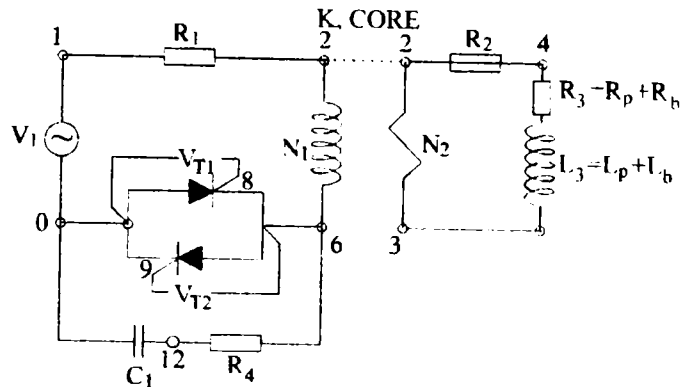 K. CORE
1
R1
2
2
R2
4
R3=Rp+Rb
V1
VT1
8
N1
N2
L3=Lp+Lb
0
6
3
9
VT2
12
C1
R4